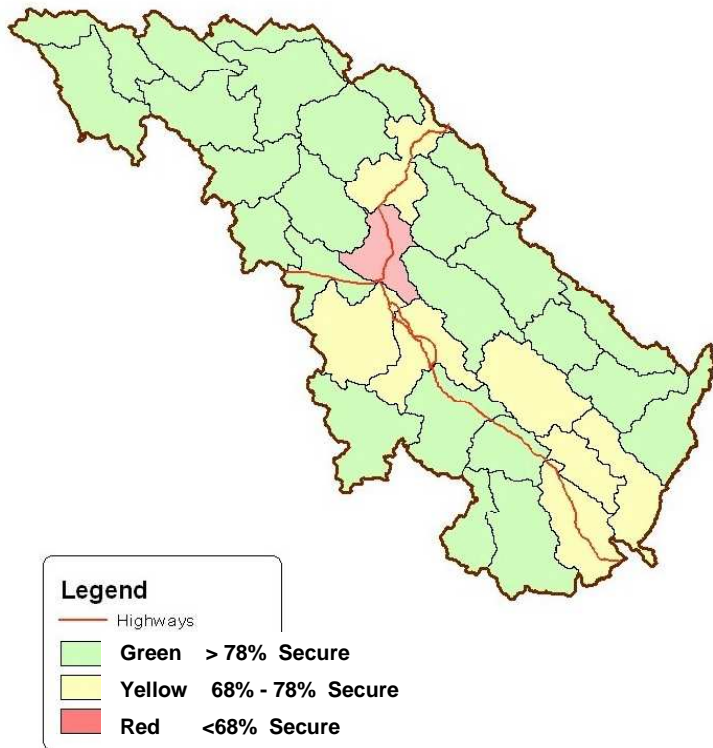 Legend
Highways
Green > 78% Secure
Yellow 68% - 78% Secure
Red <68% Secure